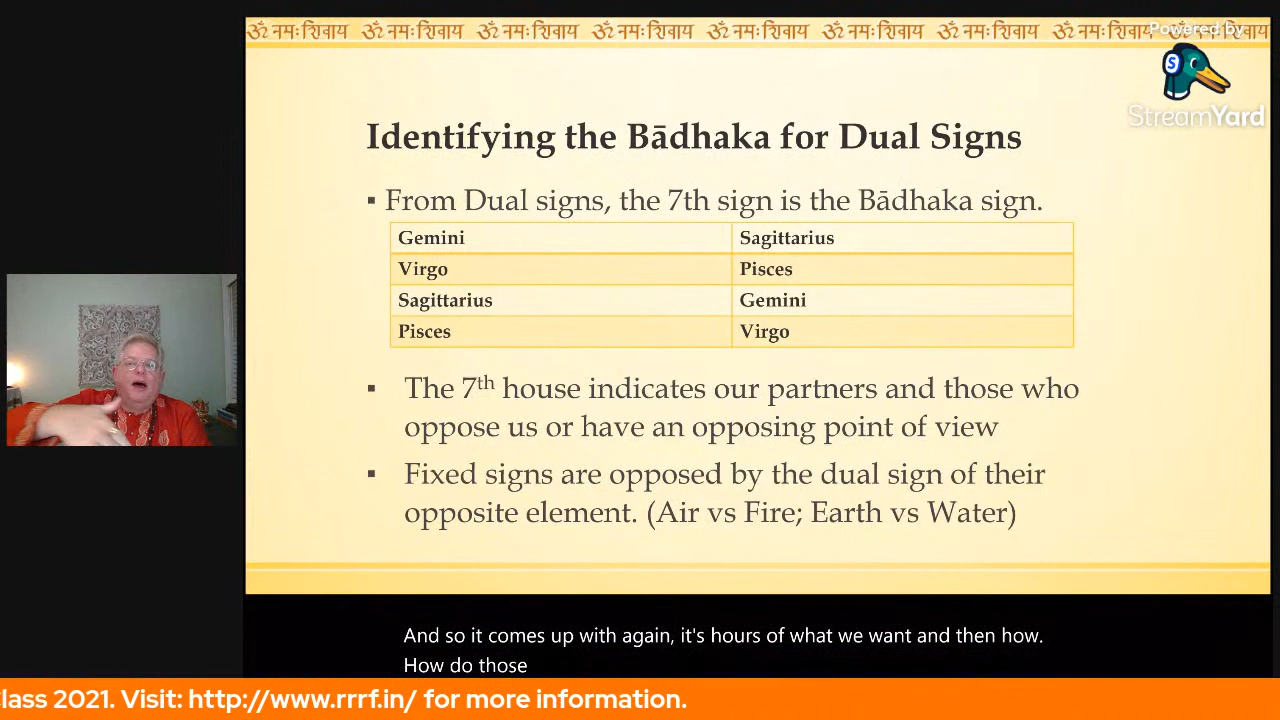 ॐ नमः शिवाय ॐ नमः शिवाय ॐ नमः शिवाय ॐ नमः शिवाय ॐ नमः शिवाय ॐ नमः शिवाय ॐ नमः शिवाय ॐ नमः शिवाय ॐ नमः शिवाय
Powered by
StreamYard
Identifying the Bādhaka for Dual Signs
▪ From Dual signs, the 7th sign is the Bādhaka sign.
Gemini Sagittarius
Virgo Pisces
Sagittarius Gemini
Pisces Virgo
▪ The 7th house indicates our partners and those who
oppose us or have an opposing point of view
▪ Fixed signs are opposed by the dual sign of their
opposite element. (Air vs Fire; Earth vs Water)
And so it comes up with again, it's hours of what we want and then how.
How do those
lass 2021. Visit: http://www.rrrf.in/ for more information.